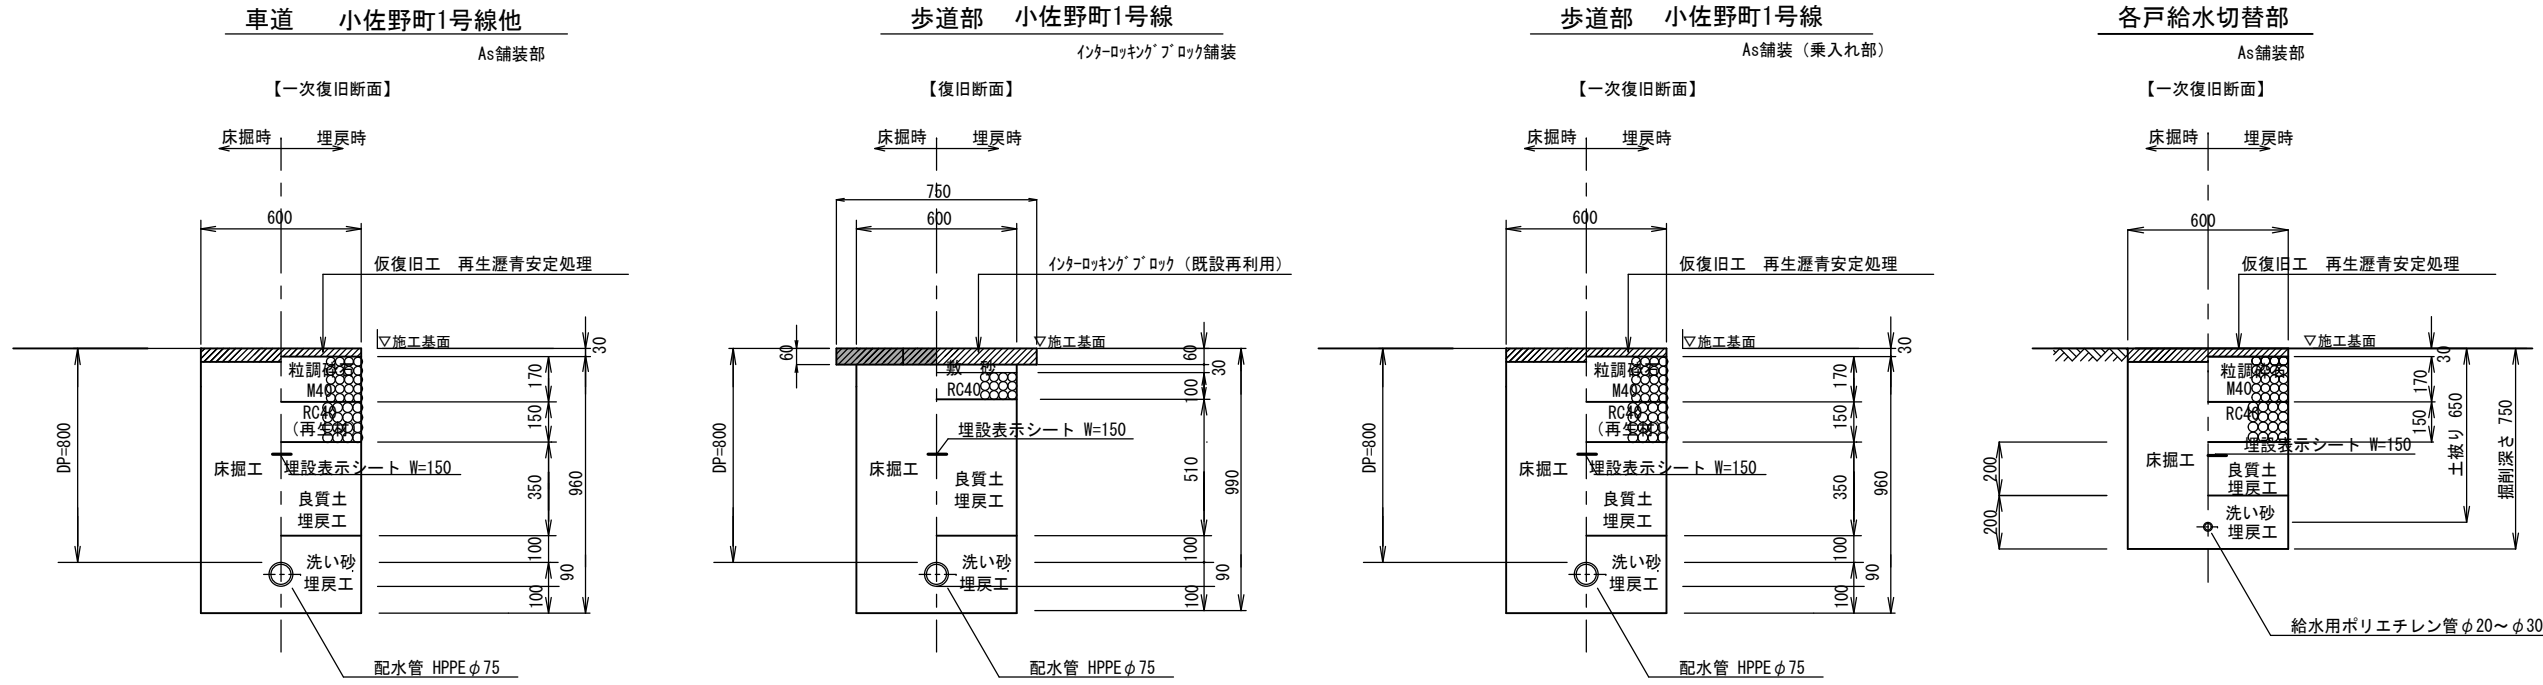 車道　小佐野町1号線他
As舗装部
【一次復旧断面】
床掘時　埋戻時
600
仮復旧工　再生瀝青安定処理
▽施工基面
30
粒調砕石
M40
170
RC40
(再生材
150
埋設表示シート W=150
床掘工
良質土
埋戻工
350
960
DP=800
洗い砂
埋戻工
100
90
100
配水管 HPPEφ75
歩道部　小佐野町1号線
インターロッキングブロック舗装
【復旧断面】
床掘時　埋戻時
750
600
インターロッキングブロック（既設再利用）
▽施工基面
60
60
30
敷　砂
RC40
100
埋設表示シート W=150
床掘工
良質土
埋戻工
510
990
DP=800
洗い砂
埋戻工
100
90
100
配水管 HPPEφ75
歩道部　小佐野町1号線
As舗装（乗入れ部）
【一次復旧断面】
床掘時　埋戻時
600
仮復旧工　再生瀝青安定処理
▽施工基面
30
粒調砕石
M40
170
RC40
(再生材
150
埋設表示シート W=150
床掘工
良質土
埋戻工
350
960
DP=800
洗い砂
埋戻工
100
90
100
配水管 HPPEφ75
各戸給水切替部
As舗装部
【一次復旧断面】
床掘時　埋戻時
600
仮復旧工　再生瀝青安定処理
▽施工基面
30
粒調砕石
M40
170
RC40
150
埋設表示シート W=150
床掘工
良質土
埋戻工
200
洗い砂
埋戻工
200
土被り 650
掘削深さ 750
給水用ポリエチレン管φ20～φ30